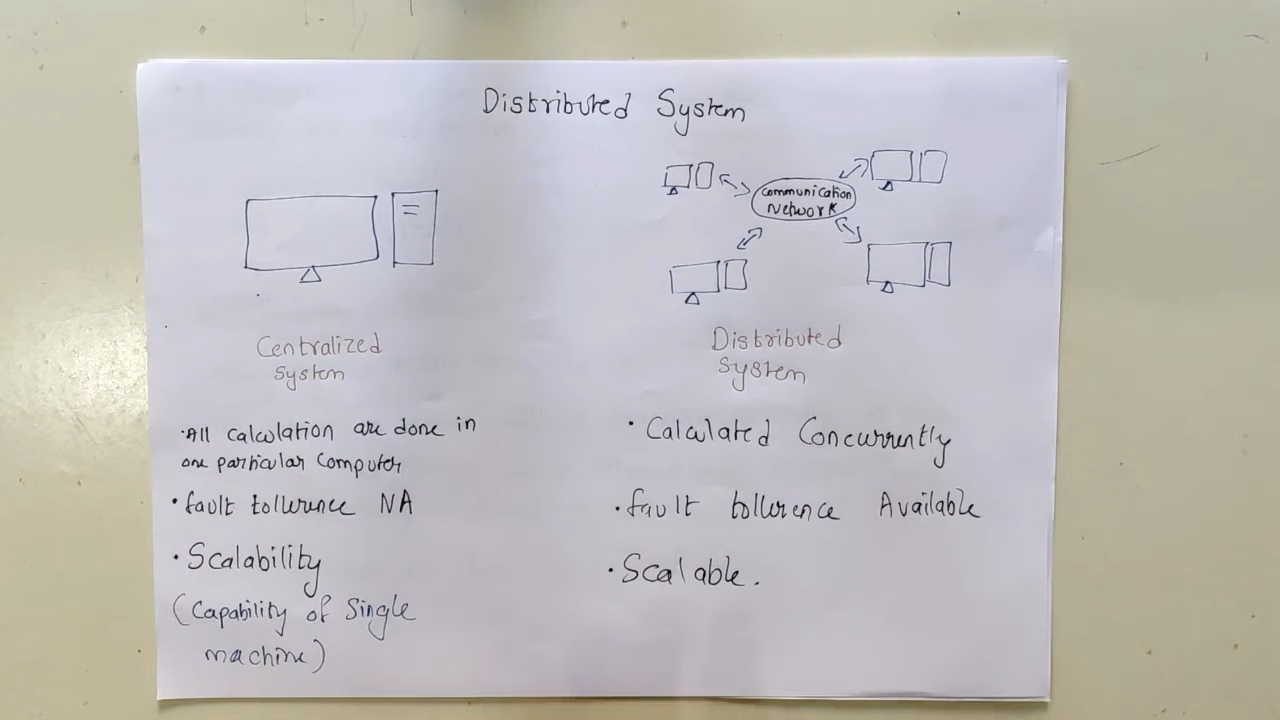 Distributed System
Communication
Network
Centralized
System
• All calculation are done in
one particular Computer
• fault tollerence NA
• Scalability
(Capability of Single
machine)
Distributed
System
• Calculated Concurrently
• fault tollerence Available
• Scalable.